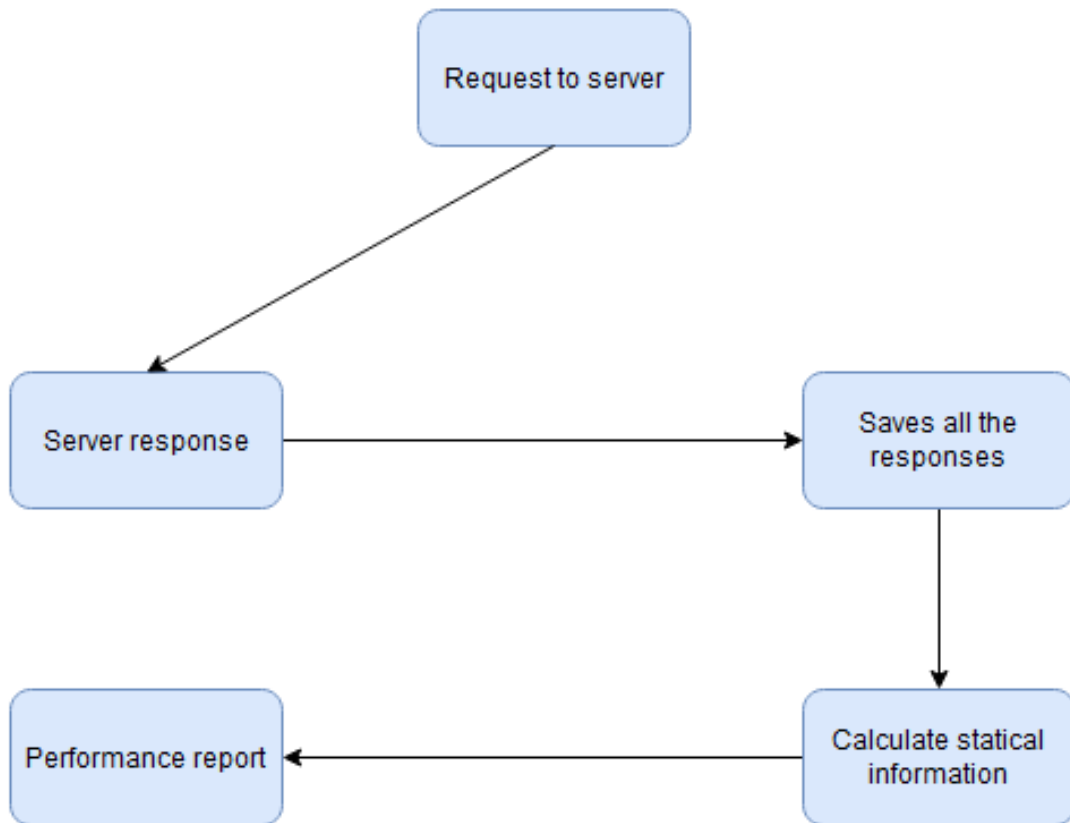 Request to server
Server response
Saves all the
responses
Calculate statical
information
Performance report